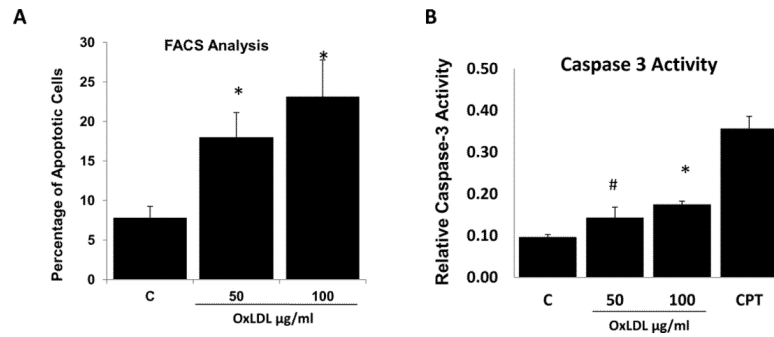 A
FACS Analysis
Percentage of Apoptotic Cells
30
25
20
15
10
5
0
*
*
C
50
100
OxLDL µg/ml
B
Caspase 3 Activity
Relative Caspase-3 Activity
0.50
0.40
0.30
0.20
0.10
0.00
#
*
C
50
100
CPT
OxLDL µg/ml